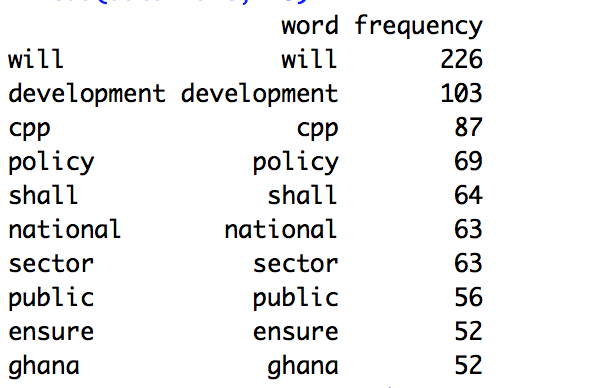 word frequency
will will 226
development development 103
cpp cpp 87
policy policy 69
shall shall 64
national national 63
sector sector 63
public public 56
ensure ensure 52
ghana ghana 52